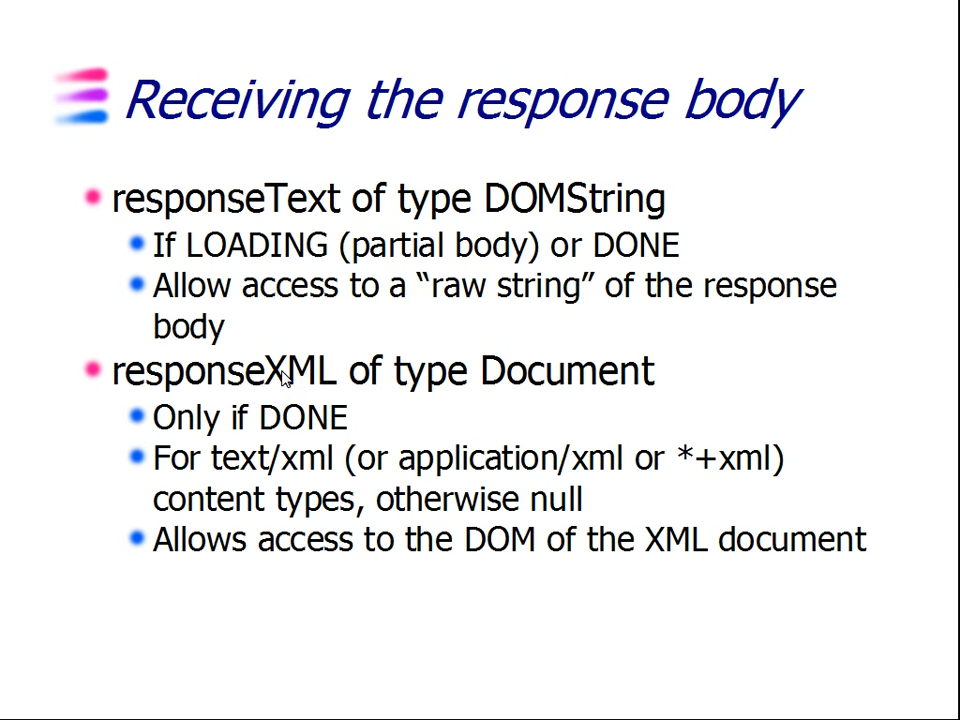 Receiving the response body
responseText of type DOMString
If LOADING (partial body) or DONE
Allow access to a “raw string” of the response
body
responseXML of type Document
Only if DONE
For text/xml (or application/xml or *+xml)
content types, otherwise null
Allows access to the DOM of the XML document